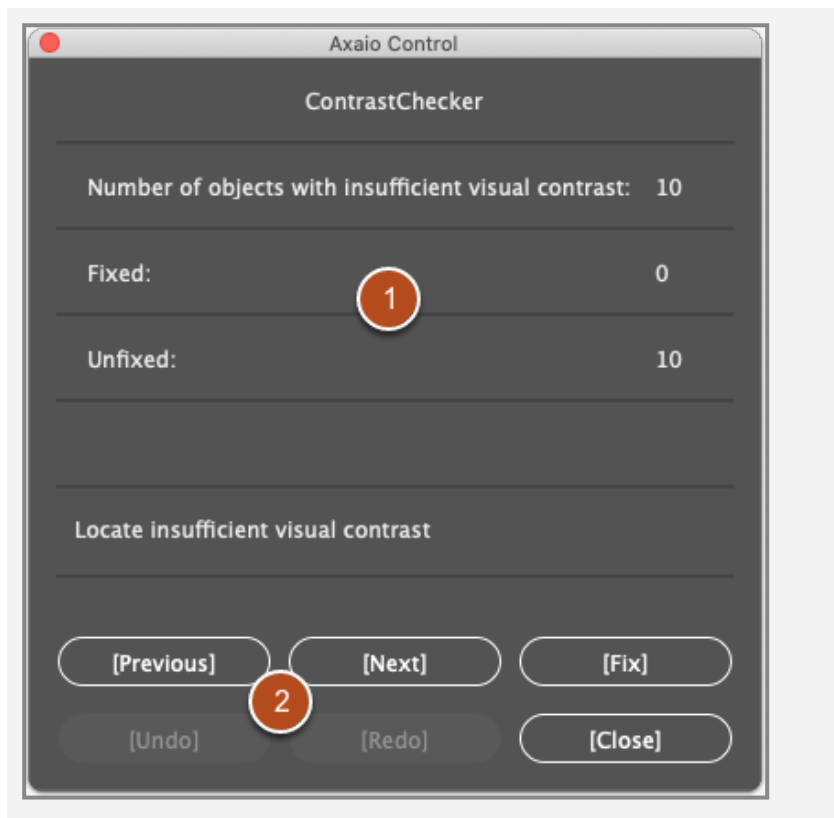 Axaio Control
ContrastChecker
Number of objects with insufficient visual contrast: 10
Fixed: 0
1
Unfixed: 10
Locate insufficient visual contrast
[Previous] [Next] [Fix]
2
[Undo] [Redo] [Close]